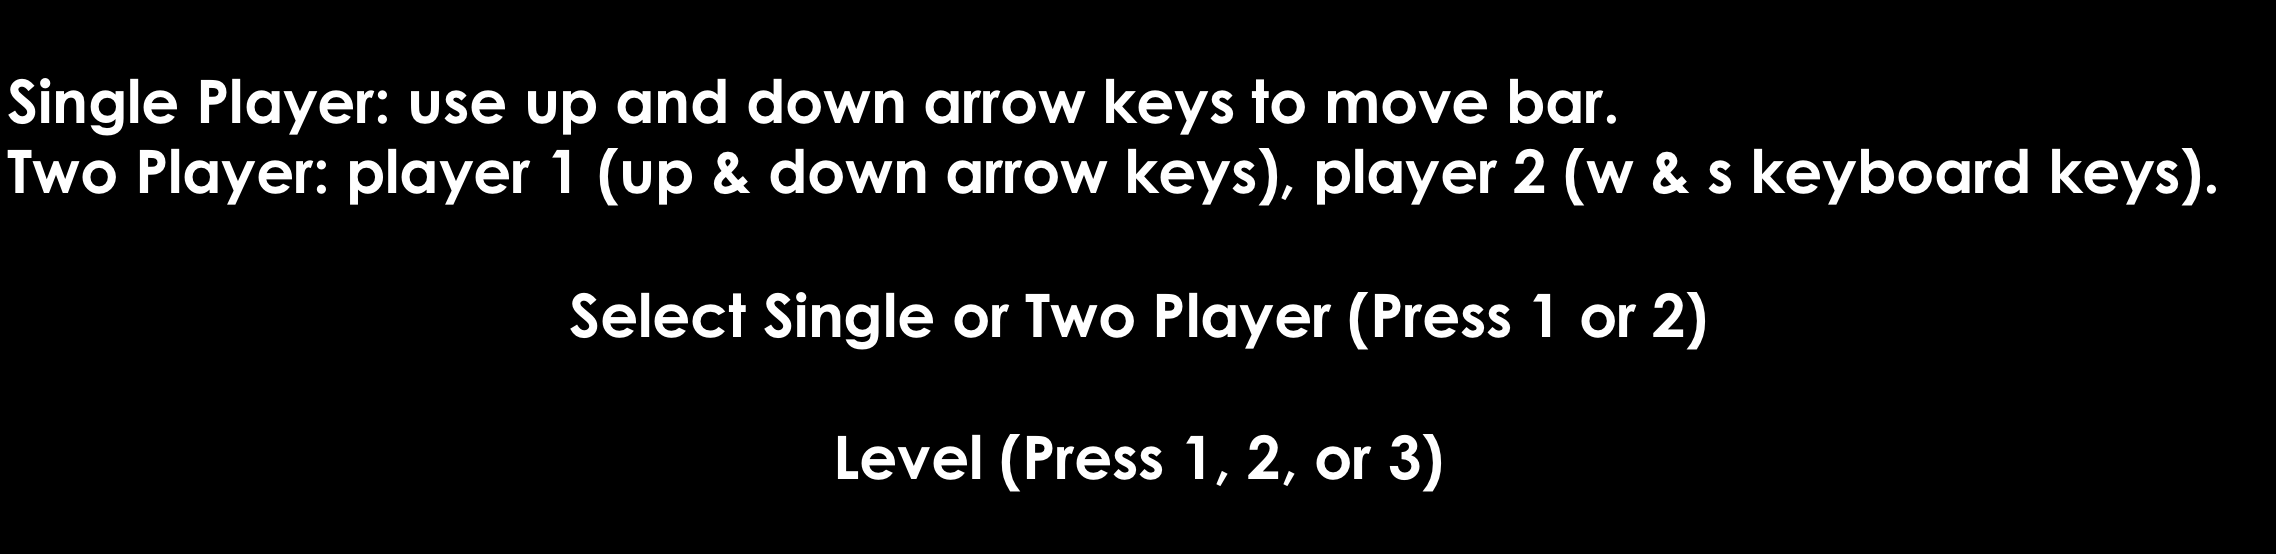 Single Player: use up and down arrow keys to move bar.
Two Player: player 1 (up & down arrow keys), player 2 (w & s keyboard keys).
Select Single or Two Player (Press 1 or 2)
Level (Press 1, 2, or 3)